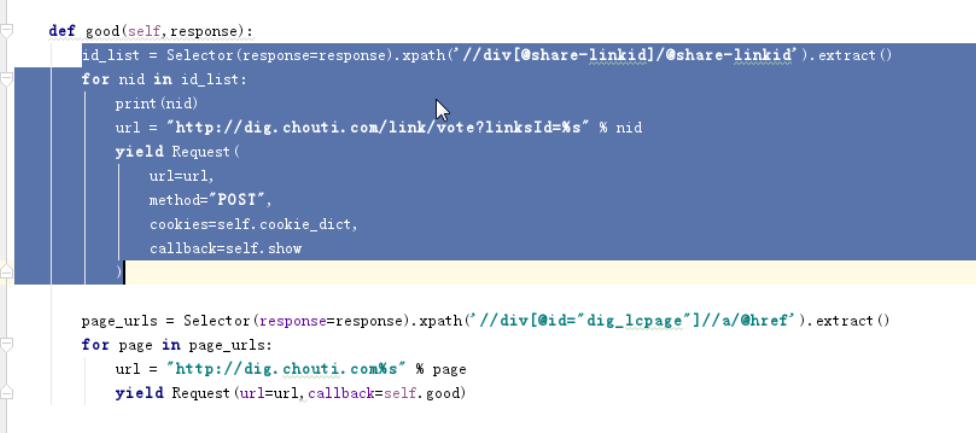 def good(self,response):
id_list = Selector(response=response).xpath('//div[@share-linkid]/@share-linkid').extract()
for nid in id_list:
print(nid)
url = "http://dig.chouti.com/link/vote?linksId=%s" % nid
yield Request(
url=url,
method="POST",
cookies=self.cookie_dict,
callback=self.show
)
page_urls = Selector(response=response).xpath('//div[@id="dig_lcpage"]//a/@href').extract()
for page in page_urls:
url = "http://dig.chouti.com%s" % page
yield Request(url=url,callback=self.good)